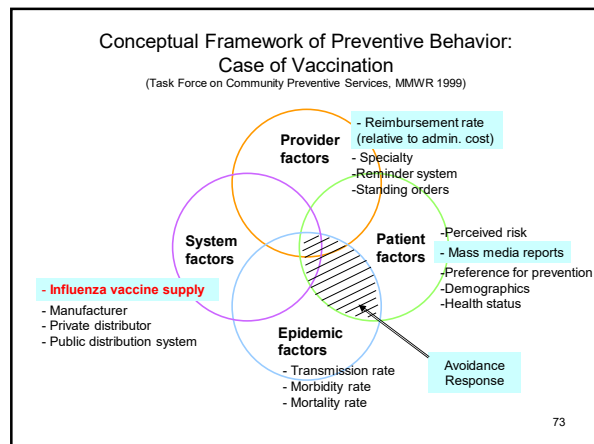 Conceptual Framework of Preventive Behavior:
Case of Vaccination
(Task Force on Community Preventive Services, MMWR 1999)
Provider
factors
- Reimbursement rate
(relative to admin. cost)
- Specialty
-Reminder system
-Standing orders
System
factors
Patient
factors
-Perceived risk
- Mass media reports
-Preference for prevention
-Demographics
-Health status
- Influenza vaccine supply
- Manufacturer
- Private distributor
- Public distribution system
Epidemic
factors
- Transmission rate
- Morbidity rate
- Mortality rate
Avoidance
Response
73